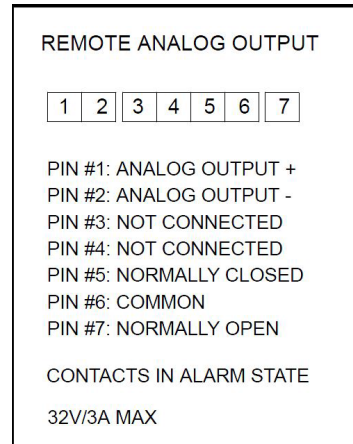 REMOTE ANALOG OUTPUT
1 2 3 4 5 6 7
PIN #1: ANALOG OUTPUT +
PIN #2: ANALOG OUTPUT -
PIN #3: NOT CONNECTED
PIN #4: NOT CONNECTED
PIN #5: NORMALLY CLOSED
PIN #6: COMMON
PIN #7: NORMALLY OPEN
CONTACTS IN ALARM STATE
32V/3A MAX